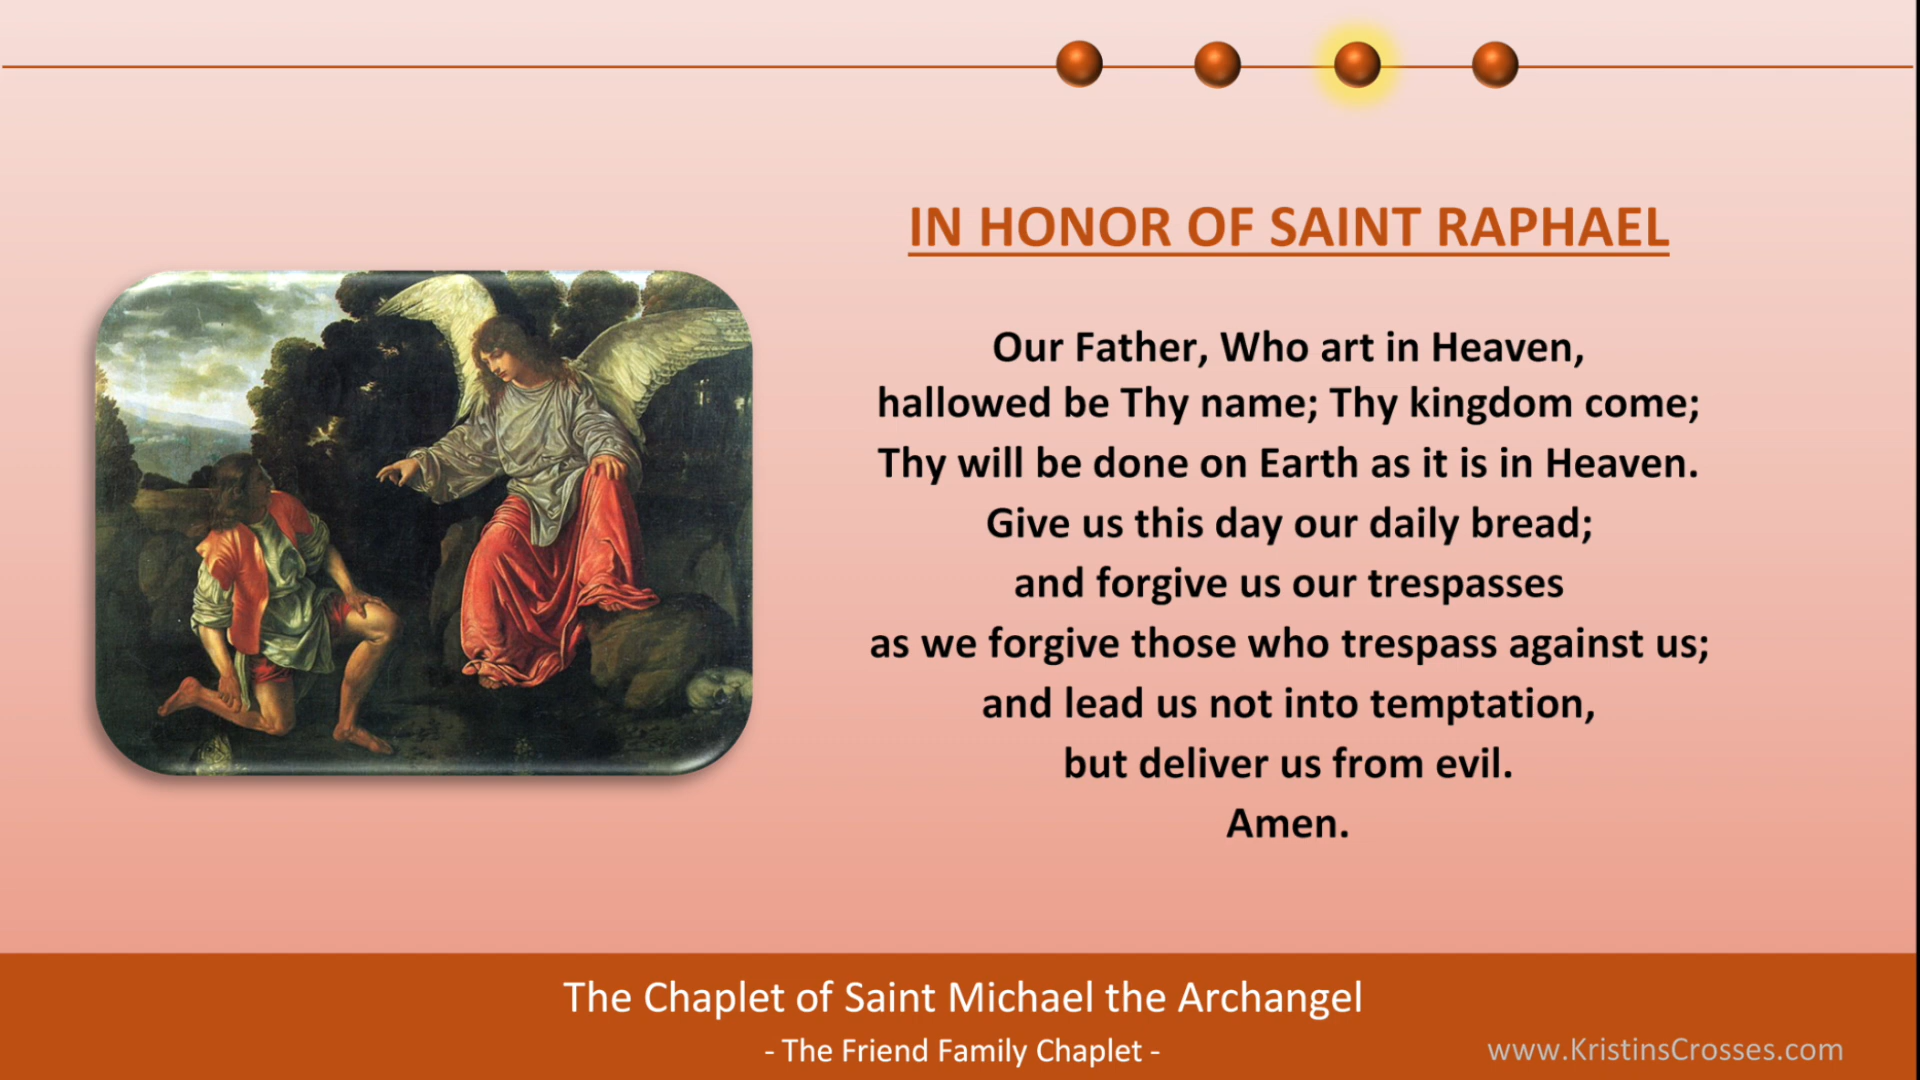 IN HONOR OF SAINT RAPHAEL
Our Father, Who art in Heaven,
hallowed be Thy name; Thy kingdom come;
Thy will be done on Earth as it is in Heaven.
Give us this day our daily bread;
and forgive us our trespasses
as we forgive those who trespass against us;
and lead us not into temptation,
but deliver us from evil.
Amen.
The Chaplet of Saint Michael the Archangel
- The Friend Family Chaplet -
www.KristinsCrosses.com